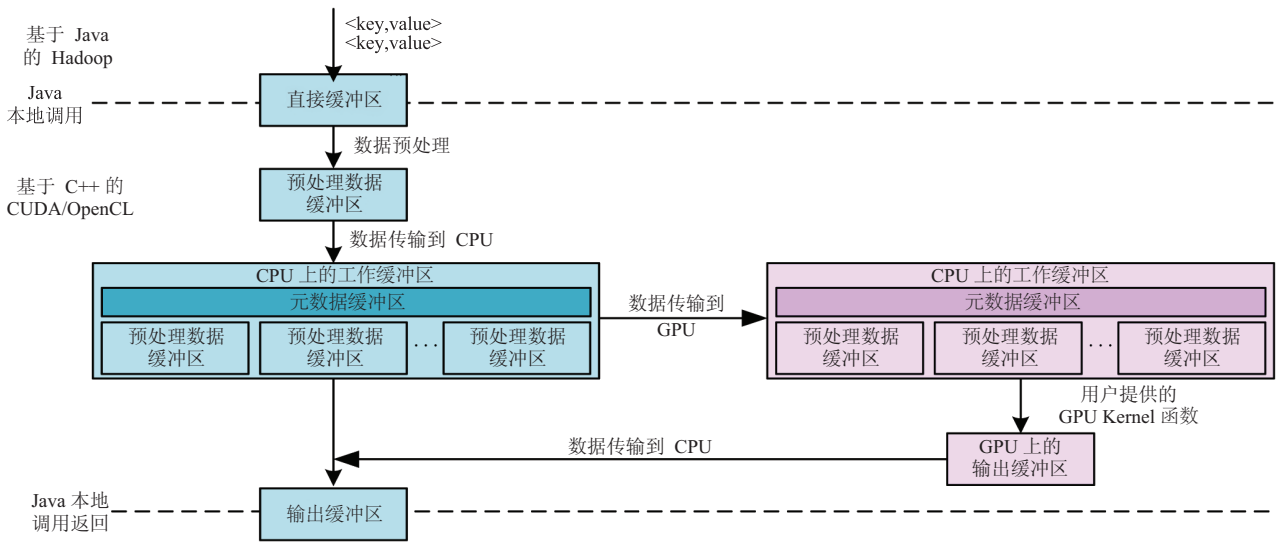 基于 Java
的 Hadoop
<key,value>
<key,value>
Java
本地调用
直接缓冲区
数据预处理
基于 C++ 的
CUDA/OpenCL
预处理数据
缓冲区
数据传输到 CPU
CPU 上的工作缓冲区
元数据缓冲区
预处理数据
缓冲区
预处理数据
缓冲区
···
预处理数据
缓冲区
数据传输到
GPU
CPU 上的工作缓冲区
元数据缓冲区
预处理数据
缓冲区
预处理数据
缓冲区
···
预处理数据
缓冲区
用户提供的
GPU Kernel 函数
数据传输到 CPU
GPU 上的
输出缓冲区
Java 本地
调用返回
输出缓冲区